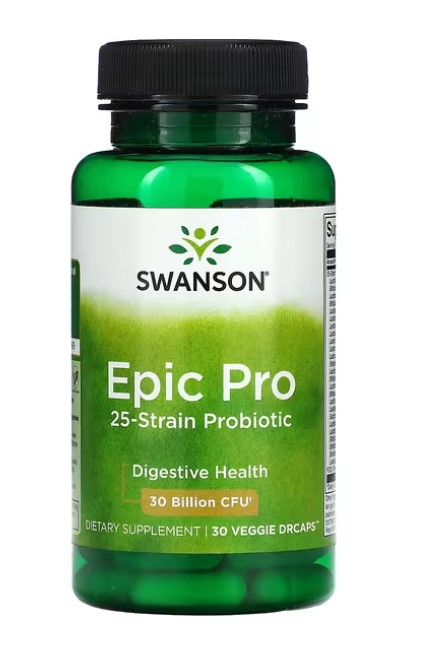 SWANSON®
Epic Pro
25-Strain Probiotic
Digestive Health
30 Billion CFU†
DIETARY SUPPLEMENT | 30 VEGGIE DRCAPS™